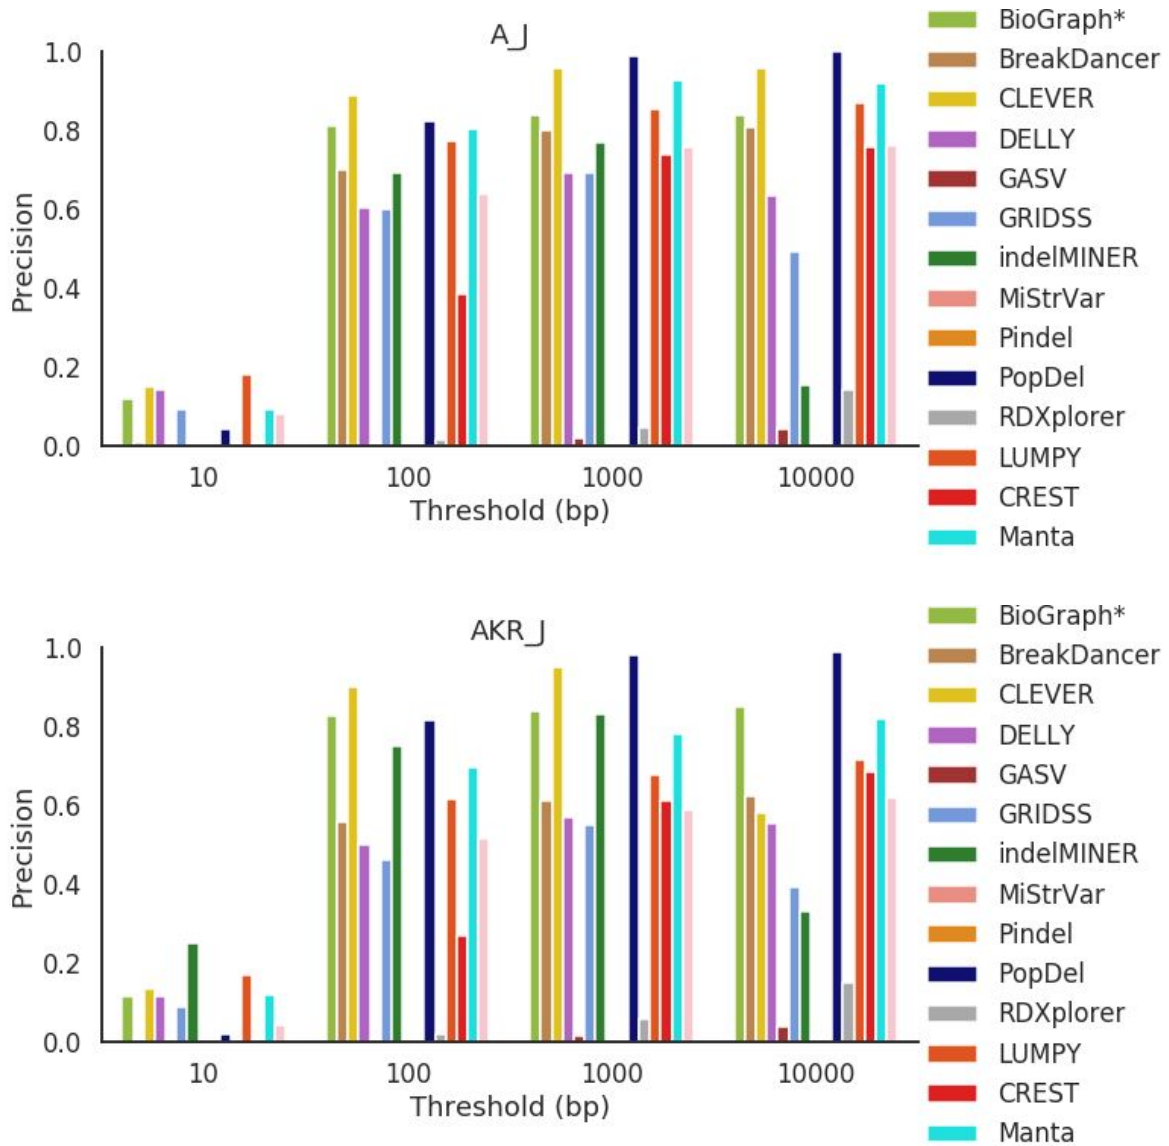 A_J
1.0
0.8
0.6
0.4
0.2
0.0
Precision
10 100 1000 10000
Threshold (bp)
BioGraph*
BreakDancer
CLEVER
DELLY
GASV
GRIDSS
indelMINER
MiStrVar
Pindel
PopDel
RDXplorer
LUMPY
CREST
Manta
AKR_J
1.0
0.8
0.6
0.4
0.2
0.0
Precision
10 100 1000 10000
Threshold (bp)
BioGraph*
BreakDancer
CLEVER
DELLY
GASV
GRIDSS
indelMINER
MiStrVar
Pindel
PopDel
RDXplorer
LUMPY
CREST
Manta